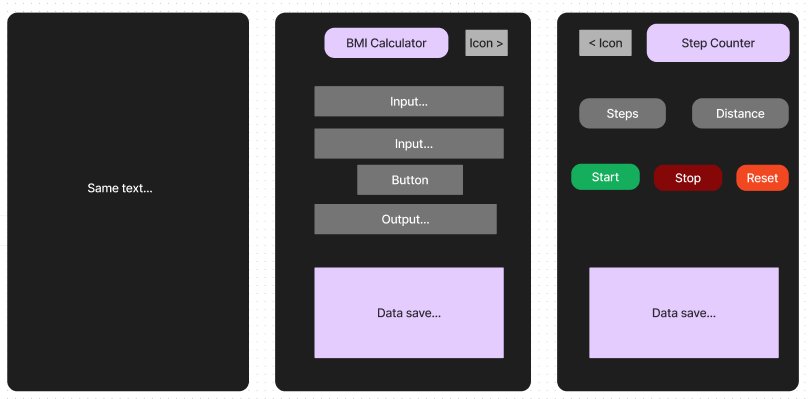 Same text...
BMI Calculator
Icon >
Input...
Input...
Button
Output...
Data save...
< Icon
Step Counter
Steps
Distance
Start
Stop
Reset
Data save...